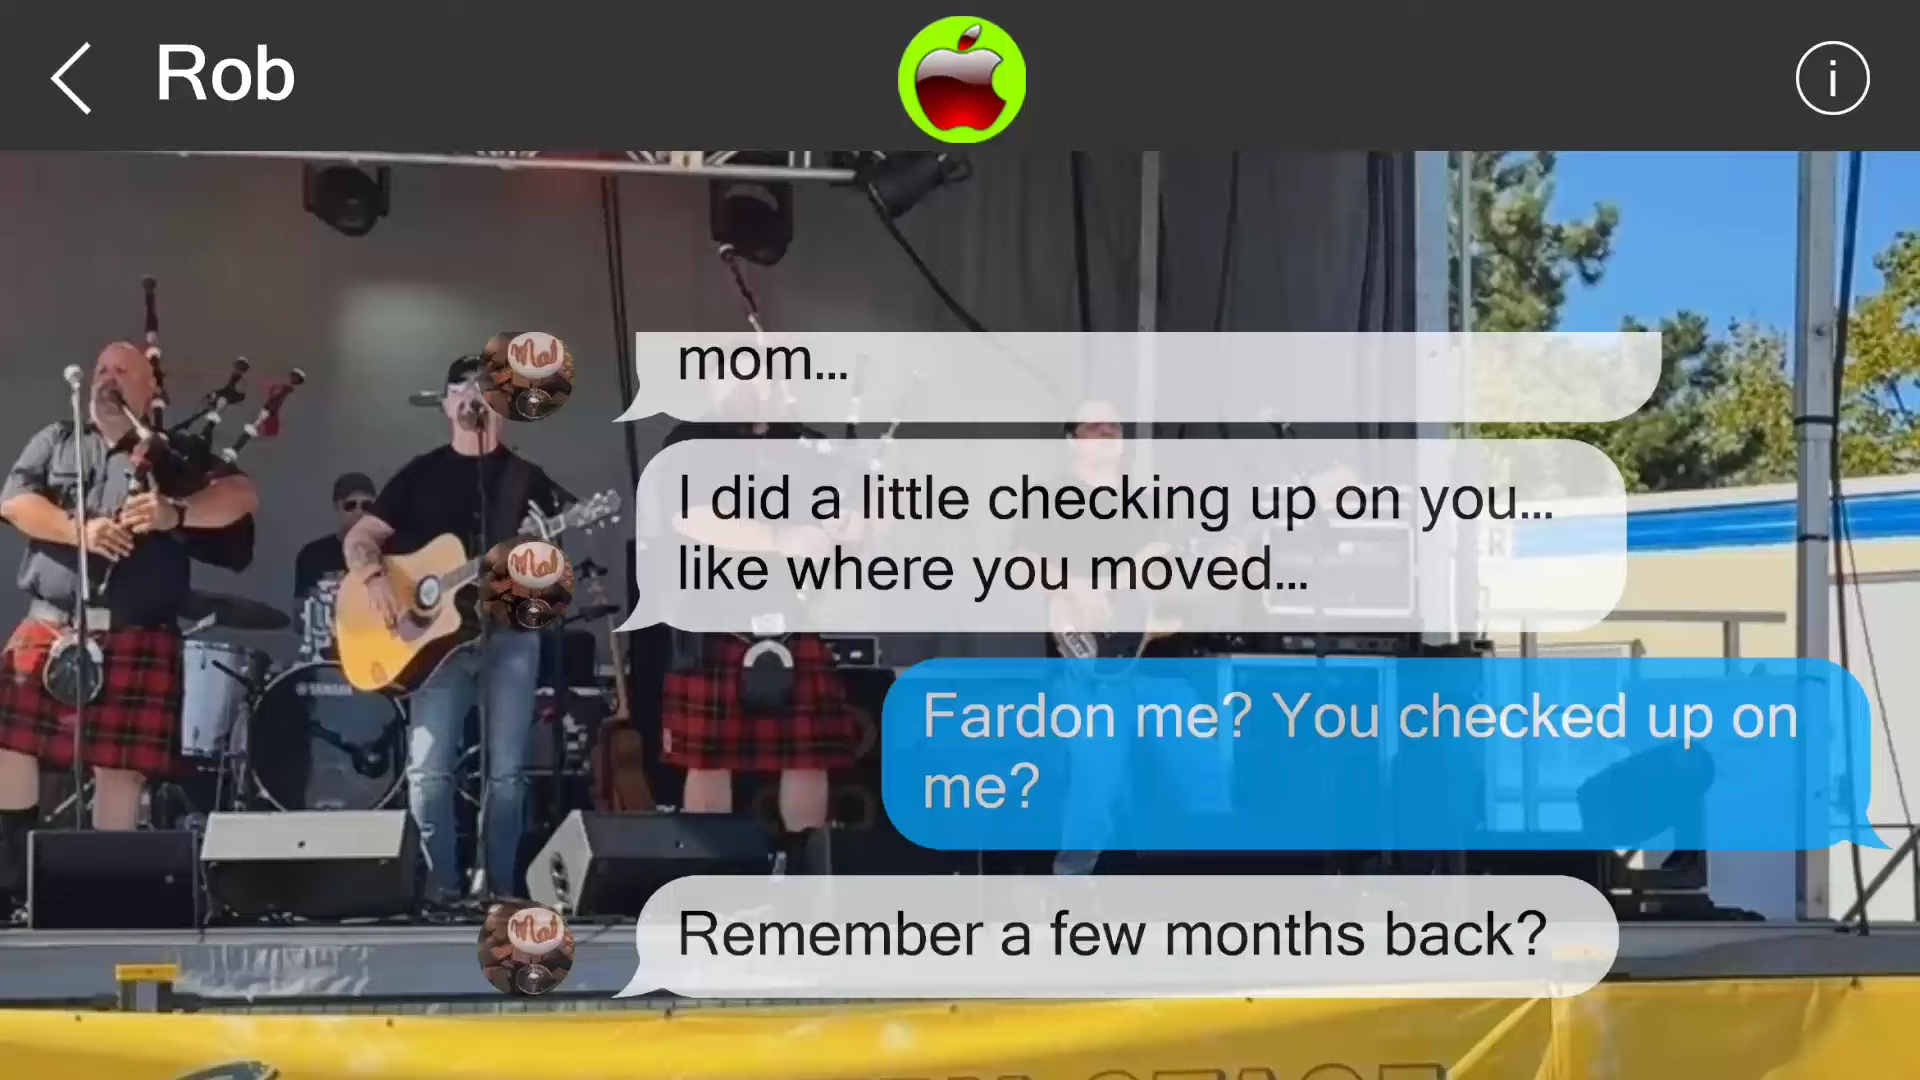 Rob
mom...
I did a little checking up on you...
like where you moved...
Fardon me? You checked up on
me?
Remember a few months back?
YAMAHA